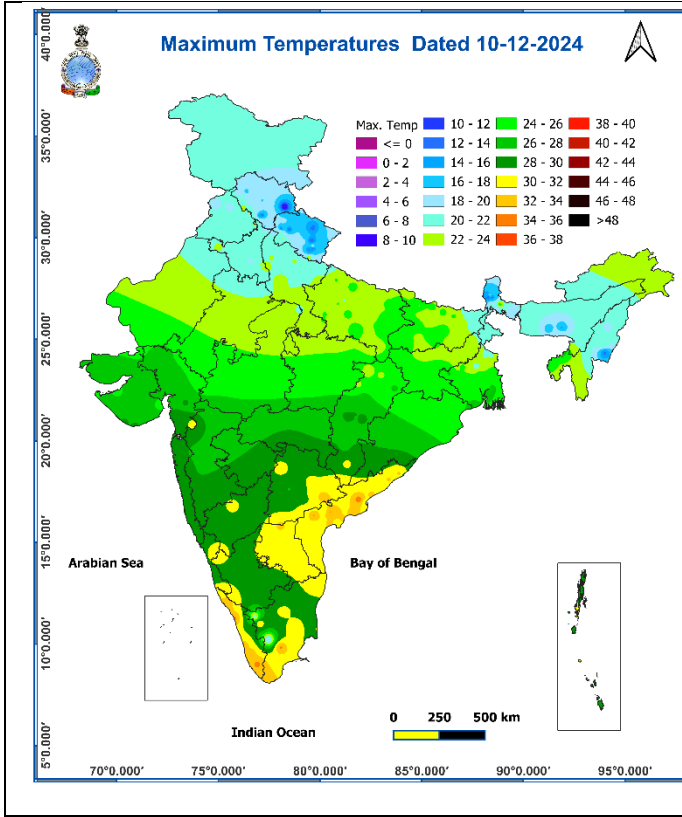 Maximum Temperatures Dated 10-12-2024
Max. Temp
<= 0
0 - 2
2 - 4
4 - 6
6 - 8
8 - 10
10 - 12
12 - 14
14 - 16
16 - 18
18 - 20
20 - 22
22 - 24
24 - 26
26 - 28
28 - 30
30 - 32
32 - 34
34 - 36
36 - 38
38 - 40
40 - 42
42 - 44
44 - 46
46 - 48
>48
40°0.000'
35°0.000'
30°0.000'
25°0.000'
20°0.000'
15°0.000'
10°0.000'
5°0.000'
Arabian Sea
Bay of Bengal
Indian Ocean
0 250 500 km
70°0.000' 75°0.000' 80°0.000' 85°0.000' 90°0.000' 95°0.000'